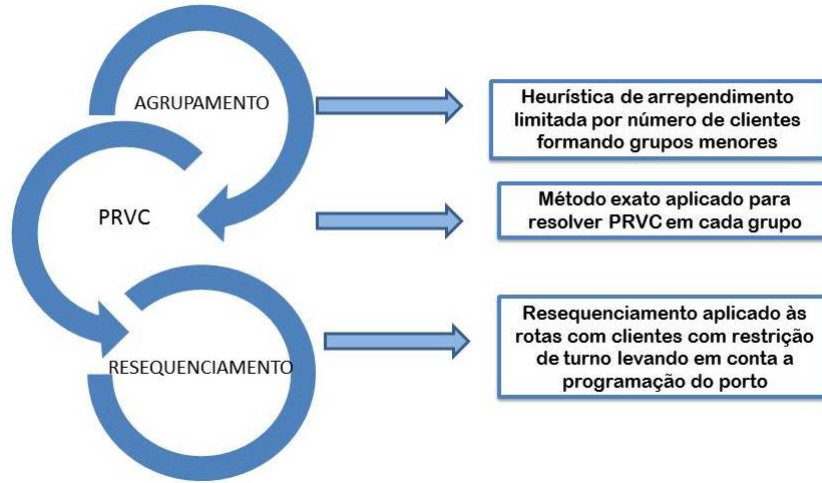 AGRUPAMENTO
Heurística de arrependimento
limitada por número de clientes
formando grupos menores
PRVC
Método exato aplicado para
resolver PRVC em cada grupo
RESEQUENCIAMENTO
Resequenciamento aplicado às
rotas com clientes com restrição
de turno levando em conta a
programação do porto